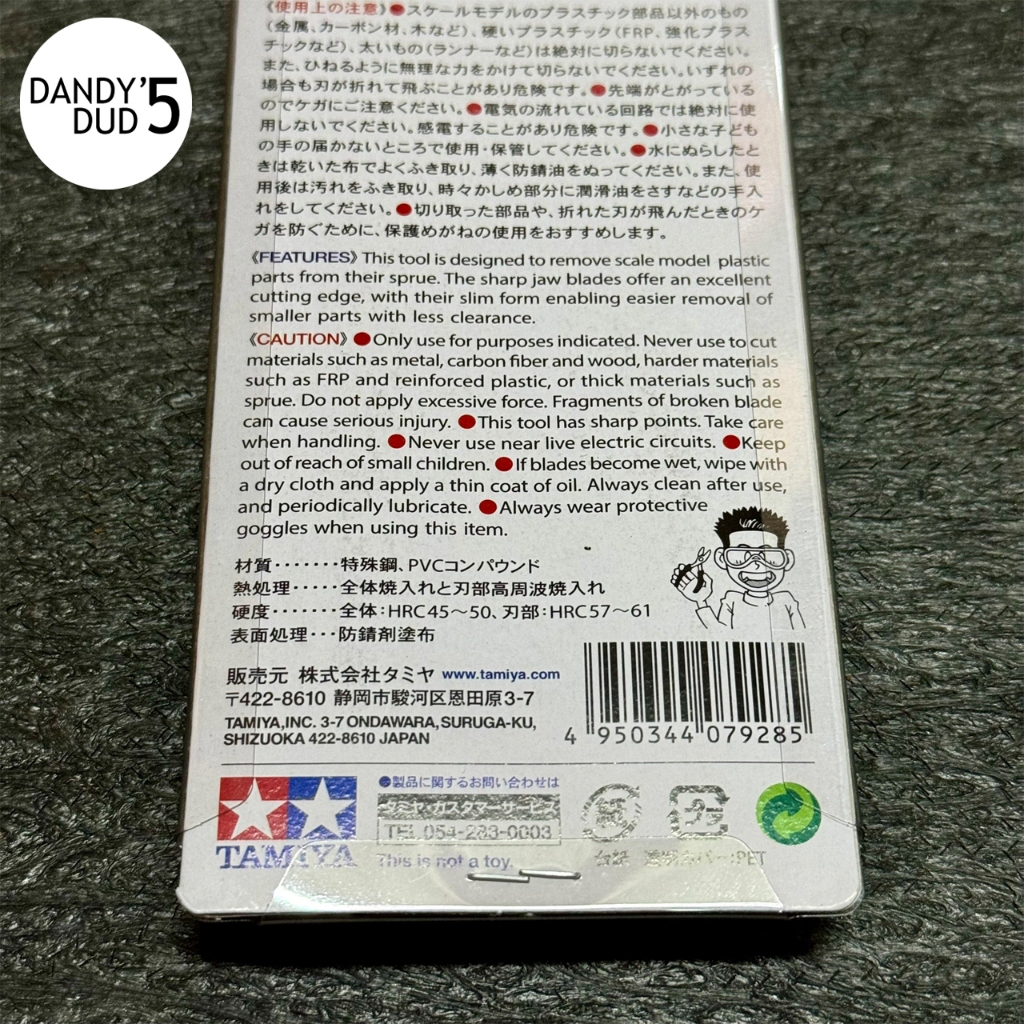 DANDY'5
DUD
《使用上の注意》●スケールモデルのプラスチック部品以外のもの
(金属、カーボン材、木など)、硬いプラスチック(FRP、強化プラス
チックなど)、太いもの(ランナーなど)は絶対に切らないでください。
また、ひねるように無理な力をかけて切らないでください。いずれの
場合も刃が折れて飛ぶことがあり危険です。●先端がとがっている
のでケガにご注意ください。●電気の流れている回路では絶対に使
用しないでください。感電することがあり危険です。●小さな子ども
の手の届かないところで使用・保管してください。●水にぬらしたと
きは乾いた布でよくふき取り、薄く防錆油をぬってください。また、使
用後は汚れをふき取り、時々かしめ部分に潤滑油をさすなどの手入
れをしてください。●切り取った部品や、折れた刃が飛んだときのケ
ガを防ぐために、保護めがねの使用をおすすめします。
《FEATURES》This tool is designed to remove scale model plastic
parts from their sprue. The sharp jaw blades offer an excellent
cutting edge, with their slim form enabling easier removal of
smaller parts with less clearance.
《CAUTION》●Only use for purposes indicated. Never use to cut
materials such as metal, carbon fiber and wood, harder materials
such as FRP and reinforced plastic, or thick materials such as
sprue. Do not apply excessive force. Fragments of broken blade
can cause serious injury. ●This tool has sharp points. Take care
when handling. ●Never use near live electric circuits. ●Keep
out of reach of small children. ●If blades become wet, wipe with
a dry cloth and apply a thin coat of oil. Always clean after use,
and periodically lubricate. ●Always wear protective
goggles when using this item.
材質・・・・・・・特殊鋼、PVCコンパウンド
熱処理・・・・・全体焼入れと刃部高周波焼入れ
硬度・・・・・・・全体：HRC45～50、刃部：HRC57～61
表面処理・・・防錆剤塗布
販売元 株式会社タミヤ www.tamiya.com
〒422-8610 静岡市駿河区恩田原3-7
TAMIYA,INC. 3-7 ONDAWARA,SURUGA-KU,
SHIZUOKA 422-8610 JAPAN
4 950344 079285
●製品に関するお問い合わせは
タミヤ・カスタマーサービス
TEL 054-283-0003
TAMIYA
This is not a toy.
台紙 透明カバー:PET